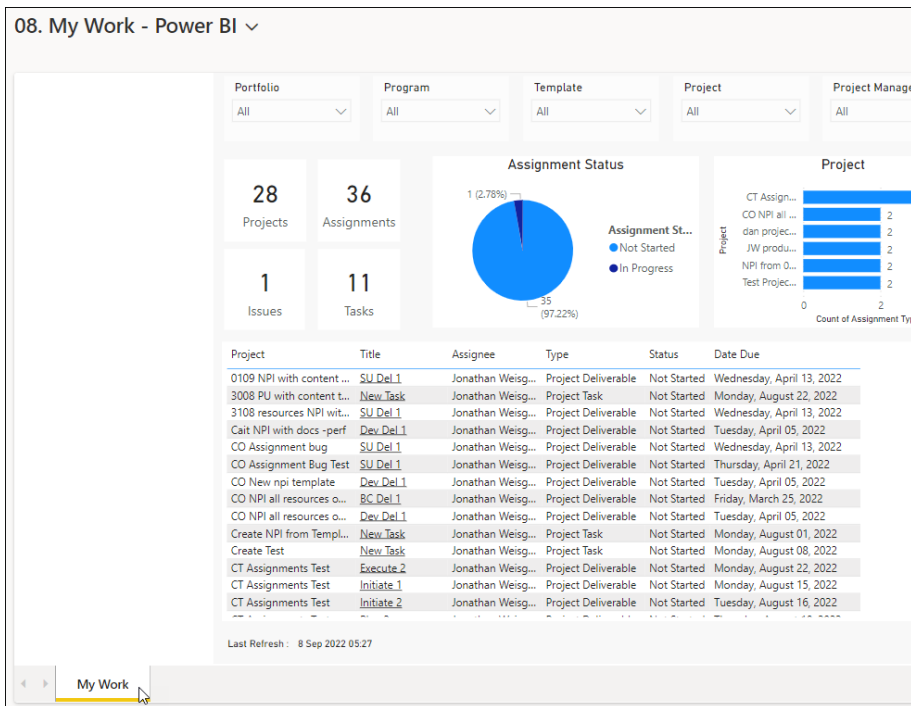 08. My Work - Power BI
Portfolio Program Template Project Project Manage
All All All All All
28 Projects
36 Assignments
1 Issues
11 Tasks
Assignment Status
1 (2.78%)
35
(97.22%)
Assignment St...
Not Started
In Progress
Project
Project
CT Assign...
CO NPI all ... 2
dan projec... 2
JW produ... 2
NPI from 0... 2
Test Projec... 2
0 2
Count of Assignment Typ
Project Title Assignee Type Status Date Due
0109 NPI with content ... SU Del 1 Jonathan Weisg... Project Deliverable Not Started Wednesday, April 13, 2022
3008 PU with content t... New Task Jonathan Weisg... Project Task Not Started Monday, August 22, 2022
3108 resources NPI wit... SU Del 1 Jonathan Weisg... Project Deliverable Not Started Wednesday, April 13, 2022
Cait NPI with docs -perf Dev Del 1 Jonathan Weisg... Project Deliverable Not Started Tuesday, April 05, 2022
CO Assignment bug SU Del 1 Jonathan Weisg... Project Deliverable Not Started Wednesday, April 13, 2022
CO Assignment Bug Test SU Del 1 Jonathan Weisg... Project Deliverable Not Started Thursday, April 21, 2022
CO New npi template Dev Del 1 Jonathan Weisg... Project Deliverable Not Started Tuesday, April 05, 2022
CO NPI all resources o... BC Del 1 Jonathan Weisg... Project Deliverable Not Started Friday, March 25, 2022
CO NPI all resources o... Dev Del 1 Jonathan Weisg... Project Deliverable Not Started Tuesday, April 05, 2022
Create NPI from Templ... New Task Jonathan Weisg... Project Task Not Started Monday, August 01, 2022
Create Test New Task Jonathan Weisg... Project Task Not Started Monday, August 08, 2022
CT Assignments Test Execute 2 Jonathan Weisg... Project Deliverable Not Started Monday, August 22, 2022
CT Assignments Test Initiate 1 Jonathan Weisg... Project Deliverable Not Started Monday, August 15, 2022
CT Assignments Test Initiate 2 Jonathan Weisg... Project Deliverable Not Started Tuesday, August 16, 2022
Last Refresh : 8 Sep 2022 05:27
My Work